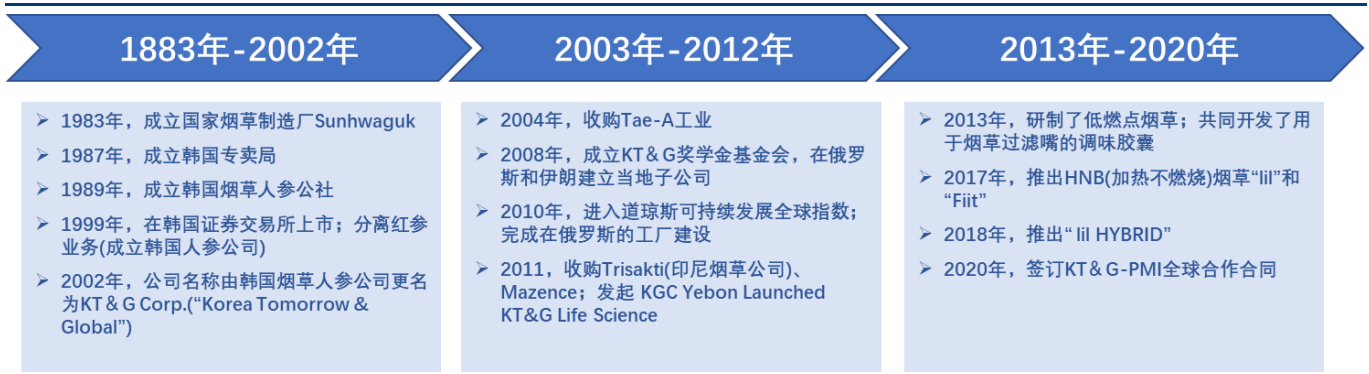 1883年-2002年
2003年-2012年
2013年-2020年
➢ 1983年，成立国家烟草制造厂Sunhwaguk
➢ 1987年，成立韩国专卖局
➢ 1989年，成立韩国烟草人参公社
➢ 1999年，在韩国证券交易所上市；分离红参
业务(成立韩国人参公司)
➢ 2002年，公司名称由韩国烟草人参公司更名
为KT＆G Corp.(“Korea Tomorrow &
Global”)
➢ 2004年，收购Tae-A工业
➢ 2008年，成立KT＆G奖学金基金会，在俄罗
斯和伊朗建立当地子公司
➢ 2010年，进入道琼斯可持续发展全球指数；
完成在俄罗斯的工厂建设
➢ 2011，收购Trisakti(印尼烟草公司)、
Mazence；发起 KGC Yebon Launched
KT&G Life Science
➢ 2013年，研制了低燃点烟草；共同开发了用
于烟草过滤嘴的调味胶囊
➢ 2017年，推出HNB(加热不燃烧)烟草“lil”和
“Fiit”
➢ 2018年，推出“ lil HYBRID”
➢ 2020年，签订KT＆G-PMI全球合作合同